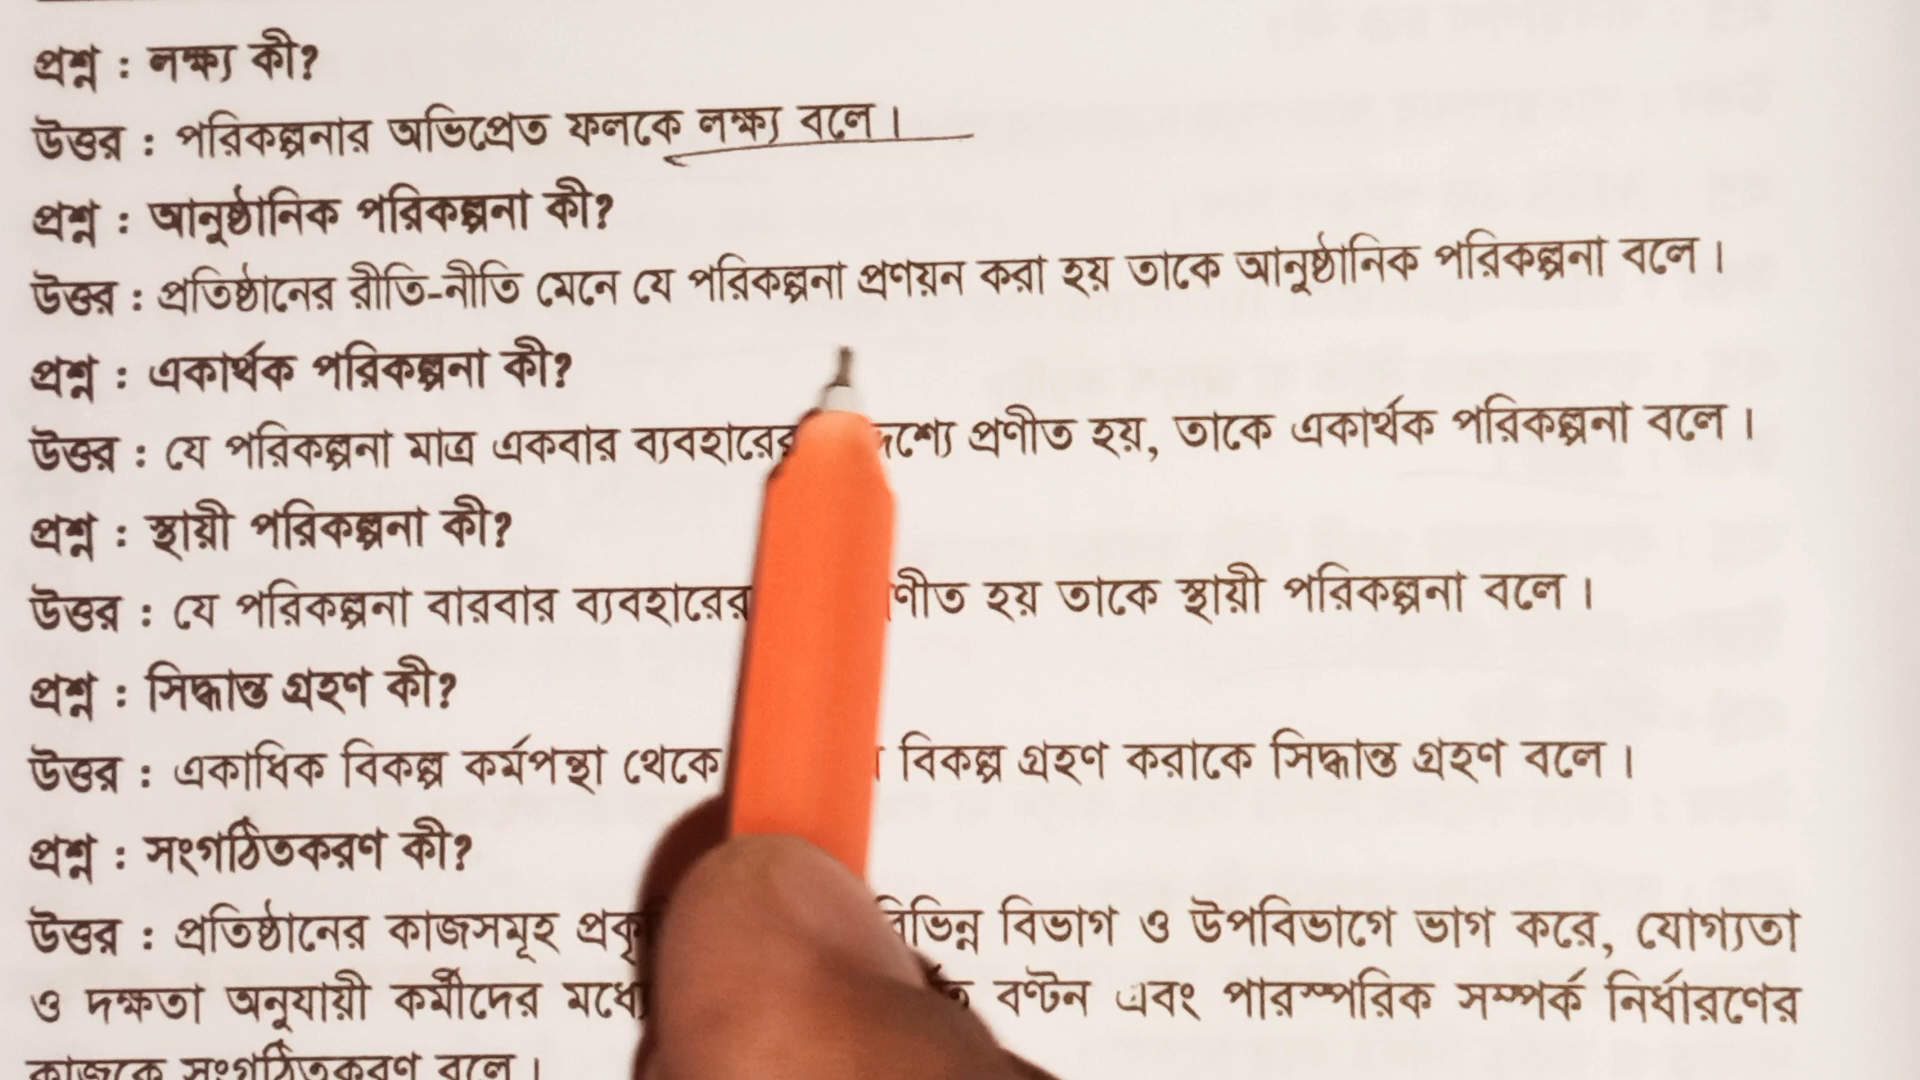 প্রশ্ন : লক্ষ্য কী?
উত্তর : পরিকল্পনার অভিপ্রেত ফলকে লক্ষ্য বলে।
প্রশ্ন : আনুষ্ঠানিক পরিকল্পনা কী?
উত্তর : প্রতিষ্ঠানের রীতি-নীতি মেনে যে পরিকল্পনা প্রণয়ন করা হয় তাকে আনুষ্ঠানিক পরিকল্পনা বলে।
প্রশ্ন : একার্থক পরিকল্পনা কী?
উত্তর : যে পরিকল্পনা মাত্র একবার ব্যবহারের প্রণীত হয়, তাকে একার্থক পরিকল্পনা বলে।
প্রশ্ন : স্থায়ী পরিকল্পনা কী?
উত্তর : যে পরিকল্পনা বারবার ব্যবহারের হয় তাকে স্থায়ী পরিকল্পনা বলে।
প্রশ্ন : সিদ্ধান্ত গ্রহণ কী?
উত্তর : একাধিক বিকল্প কর্মপন্থা থেকে বিকল্প গ্রহণ করাকে সিদ্ধান্ত গ্রহণ বলে।
প্রশ্ন : সংগঠিতকরণ কী?
উত্তর : প্রতিষ্ঠানের কাজসমূহ বিভাগ ও উপবিভাগে ভাগ করে, যোগ্যতা
ও দক্ষতা অনুযায়ী কর্মীদের মধ্যে বণ্টন এবং পারস্পরিক সম্পর্ক নির্ধারণের
কাজকে সংগঠিতকরণ বলে।